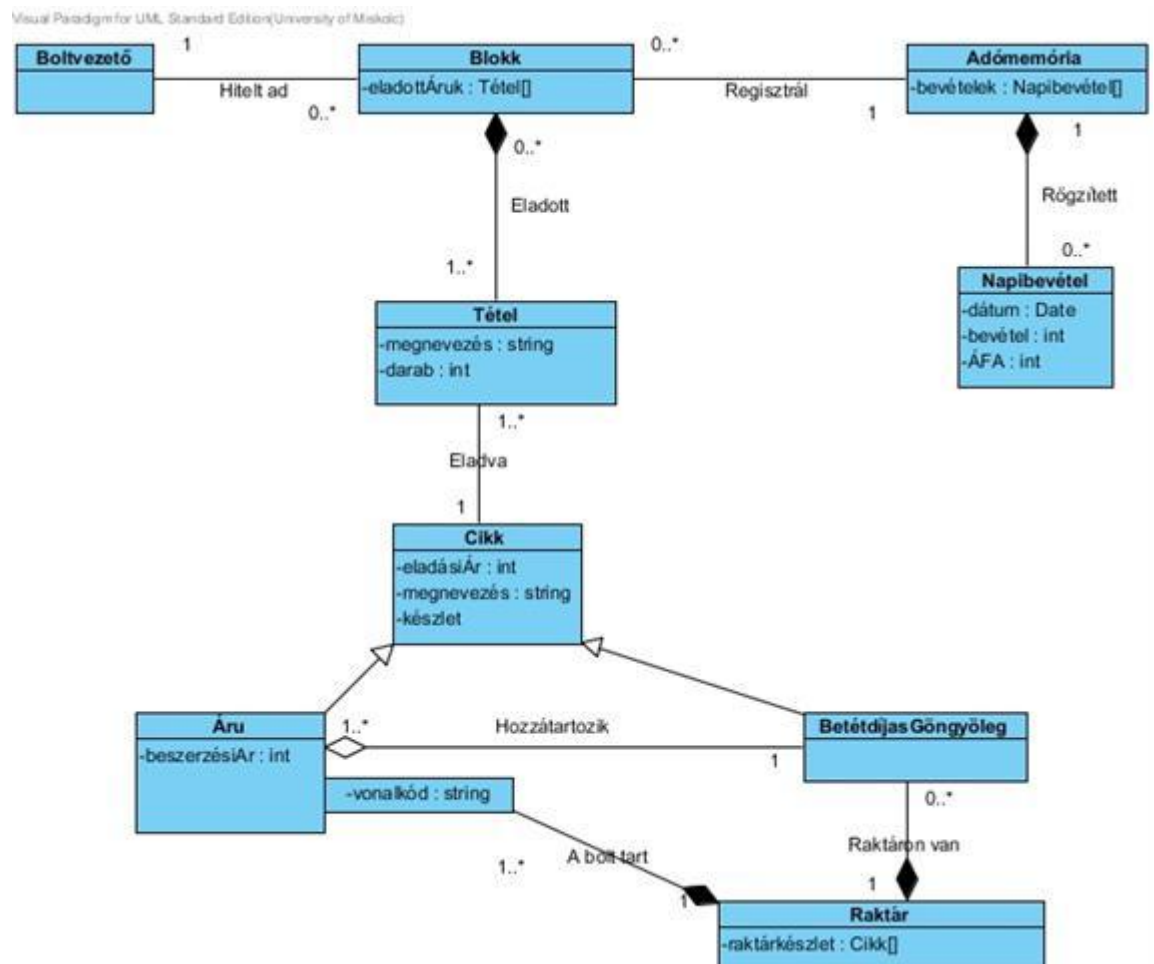 Visual Paradigm for UML Standard Edition(University of Miskolc)
Boltvezető
1
Hitelt ad
0..*
Blokk
-eladottÁruk : Tétel[]
0..*
Regisztrál
1
Adómemória
-bevételek : Napibevétel[]
1
Rögzített
0..*
Napibevétel
-dátum : Date
-bevétel : int
-ÁFA : int
0..*
Eladott
1..*
Tétel
-megnevezés : string
-darab : int
1..*
Eladva
1
Cikk
-eladásiÁr : int
-megnevezés : string
-készlet
Áru
-beszerzésiAr : int
1..*
Hozzátartozik
1
BetétdíjasGöngyöleg
-vonalkód : string
1..*
A bolt tart
1
0..*
Raktáron van
1
Raktár
-raktárkészlet : Cikk[]